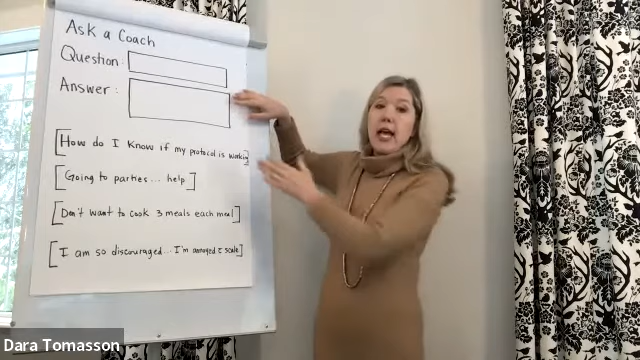 Ask a Coach
Question:
Answer:
[How do I know if my protocol is workin]
[Going to parties... help]
[Don't want to cook 3 meals each meal]
[I am so discouraged... I'm annoyed c̄ scale]
Dara Tomasson